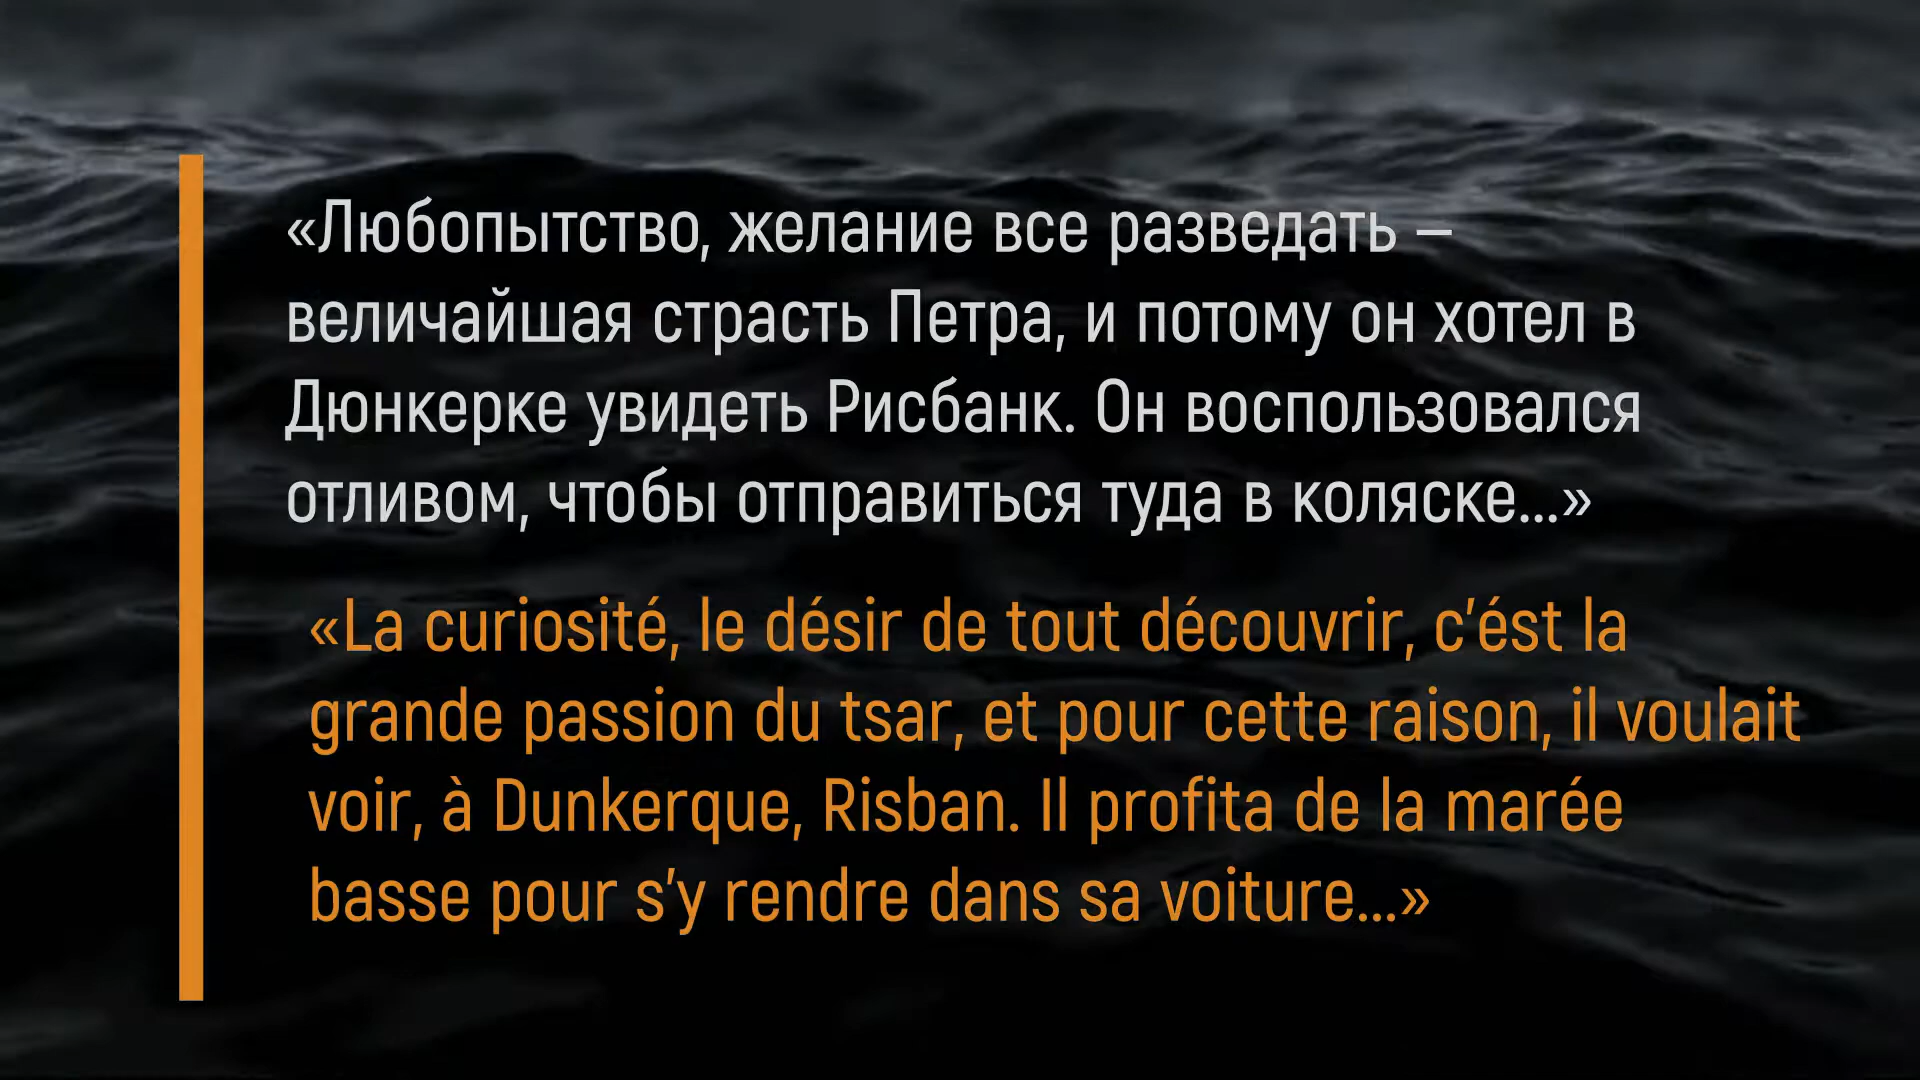 «Любопытство, желание все разведать –
величайшая страсть Петра, и потому он хотел в
Дюнкерке увидеть Рисбанк. Он воспользовался
отливом, чтобы отправиться туда в коляске...»
«La curiosité, le désir de tout découvrir, c'ést la
grande passion du tsar, et pour cette raison, il voulait
voir, à Dunkerque, Risban. Il profita de la marée
basse pour s'y rendre dans sa voiture...»